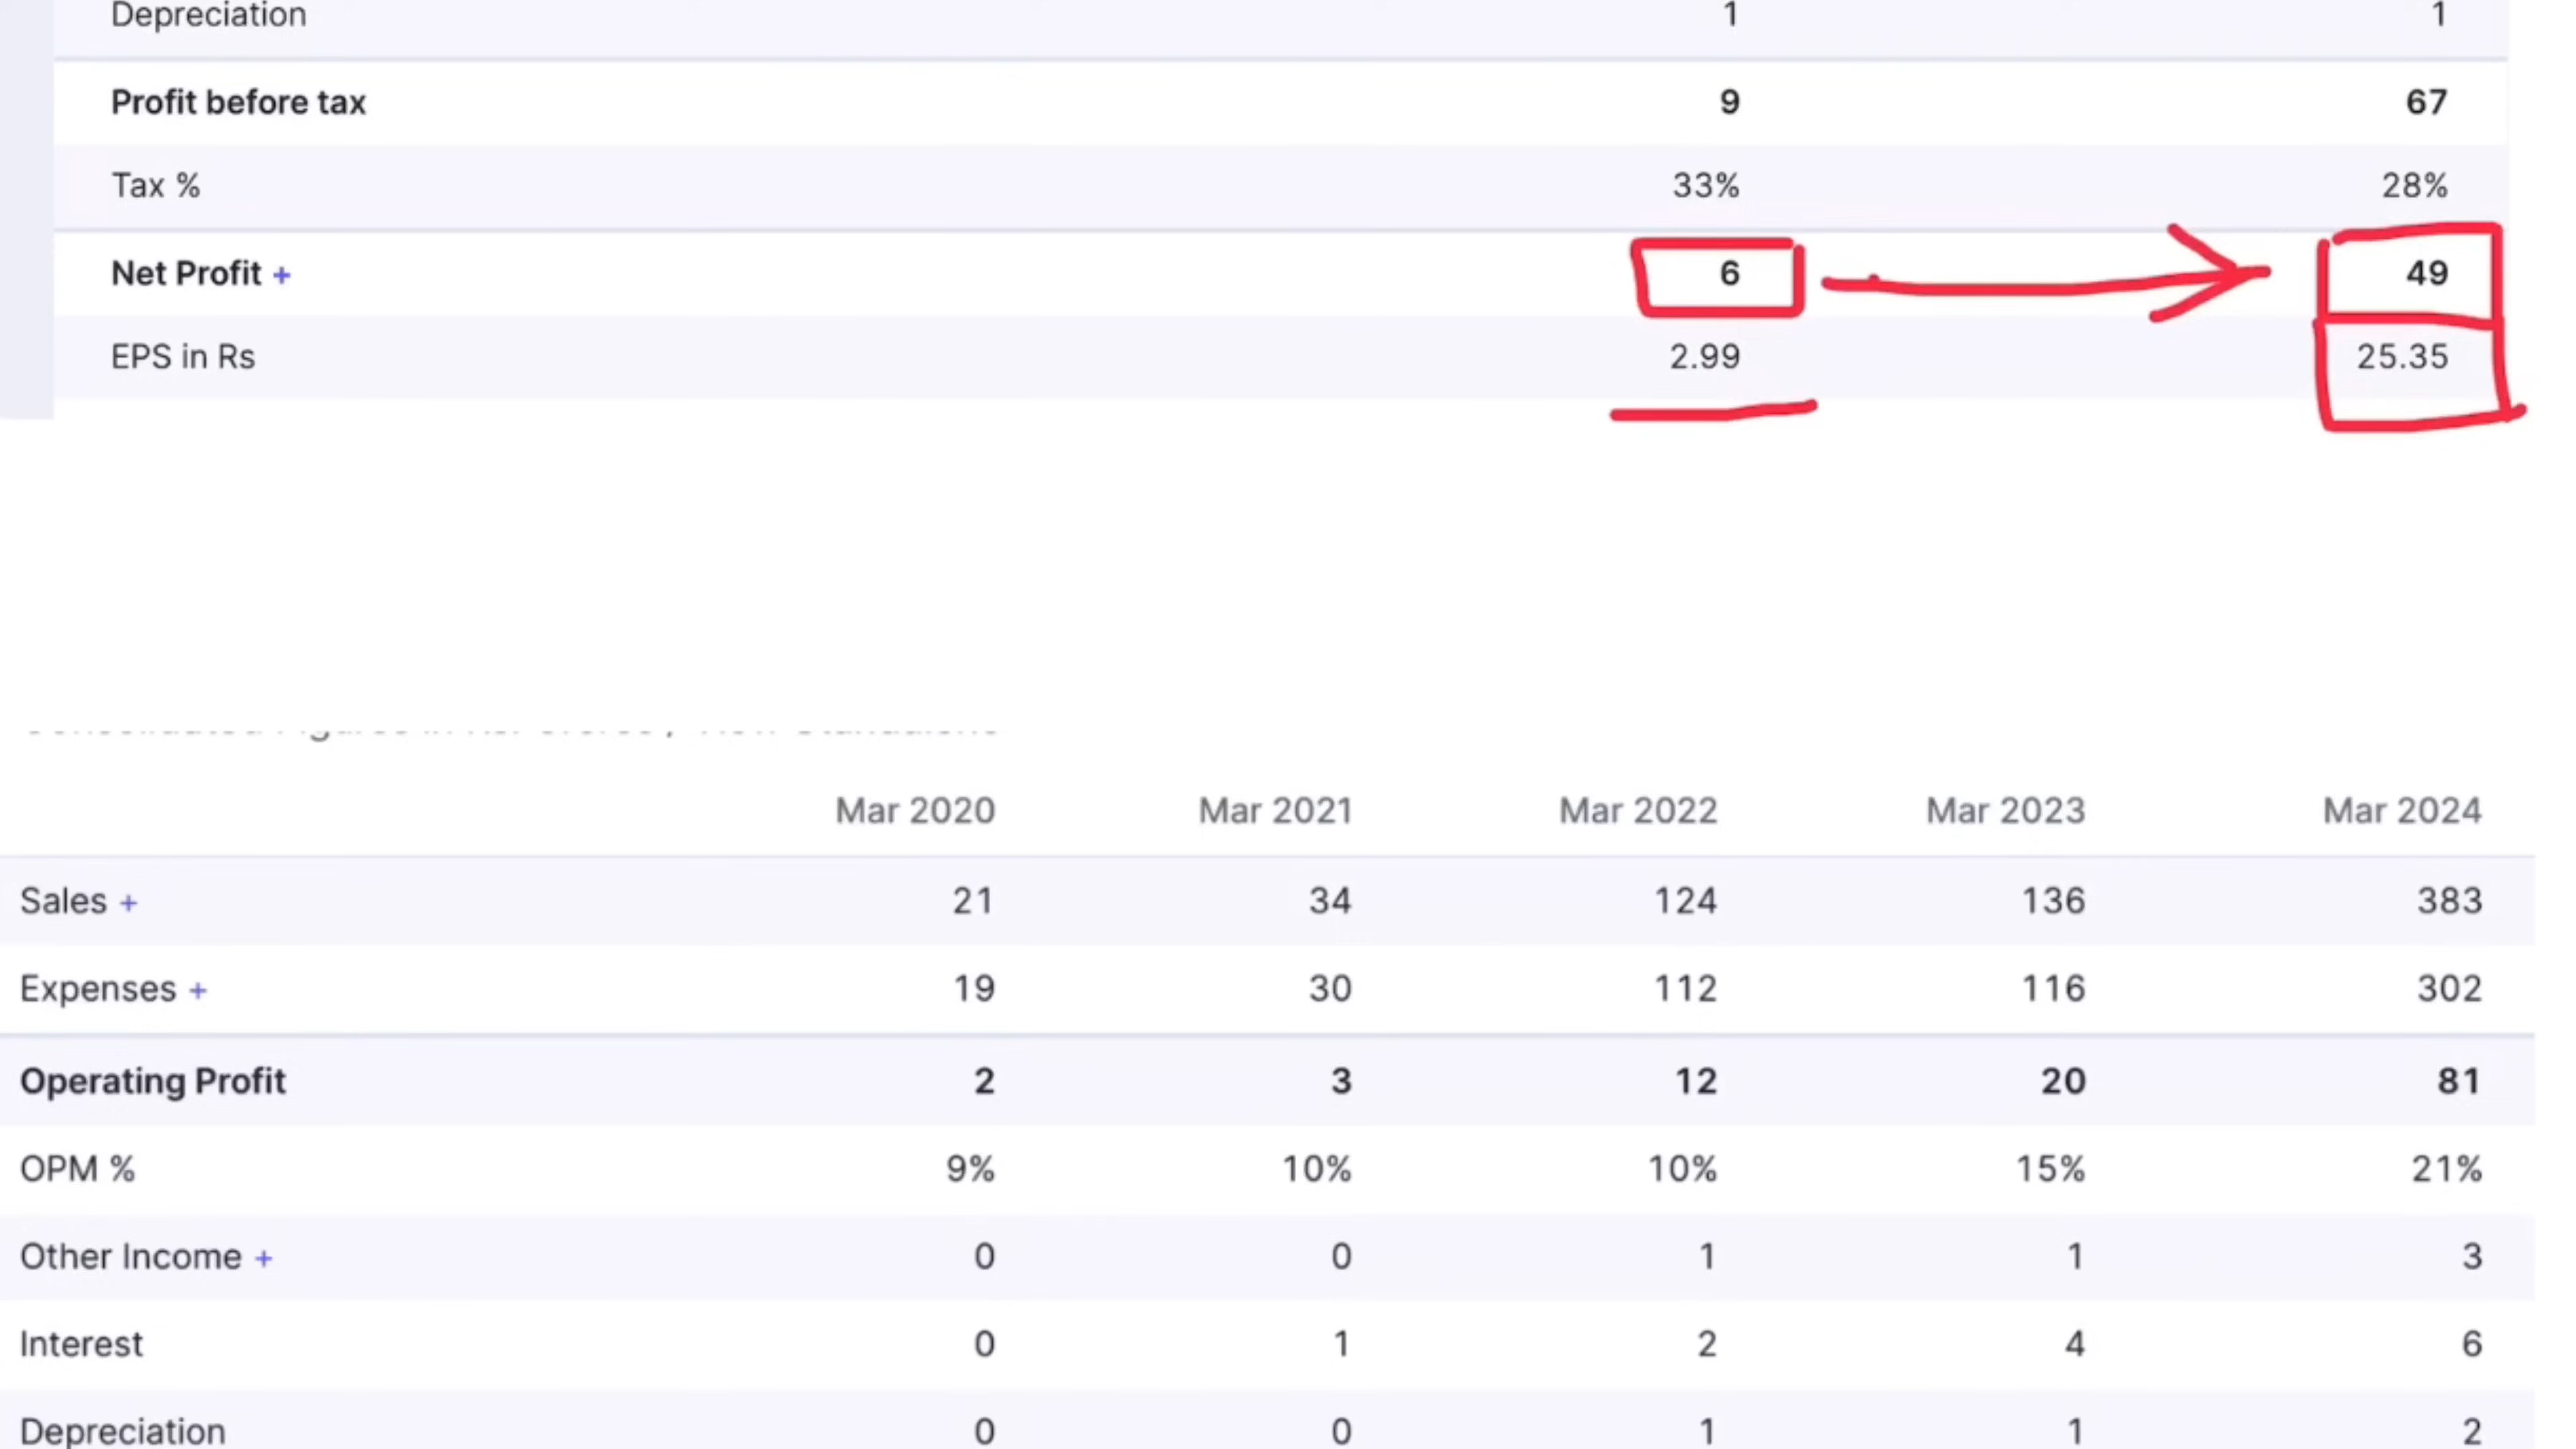 Depreciation 1 1
Profit before tax 9 67
Tax % 33% 28%
Net Profit + 6 49
EPS in Rs 2.99 25.35
Mar 2020 Mar 2021 Mar 2022 Mar 2023 Mar 2024
Sales + 21 34 124 136 383
Expenses + 19 30 112 116 302
Operating Profit 2 3 12 20 81
OPM % 9% 10% 10% 15% 21%
Other Income + 0 0 1 1 3
Interest 0 1 2 4 6
Depreciation 0 0 1 1 2